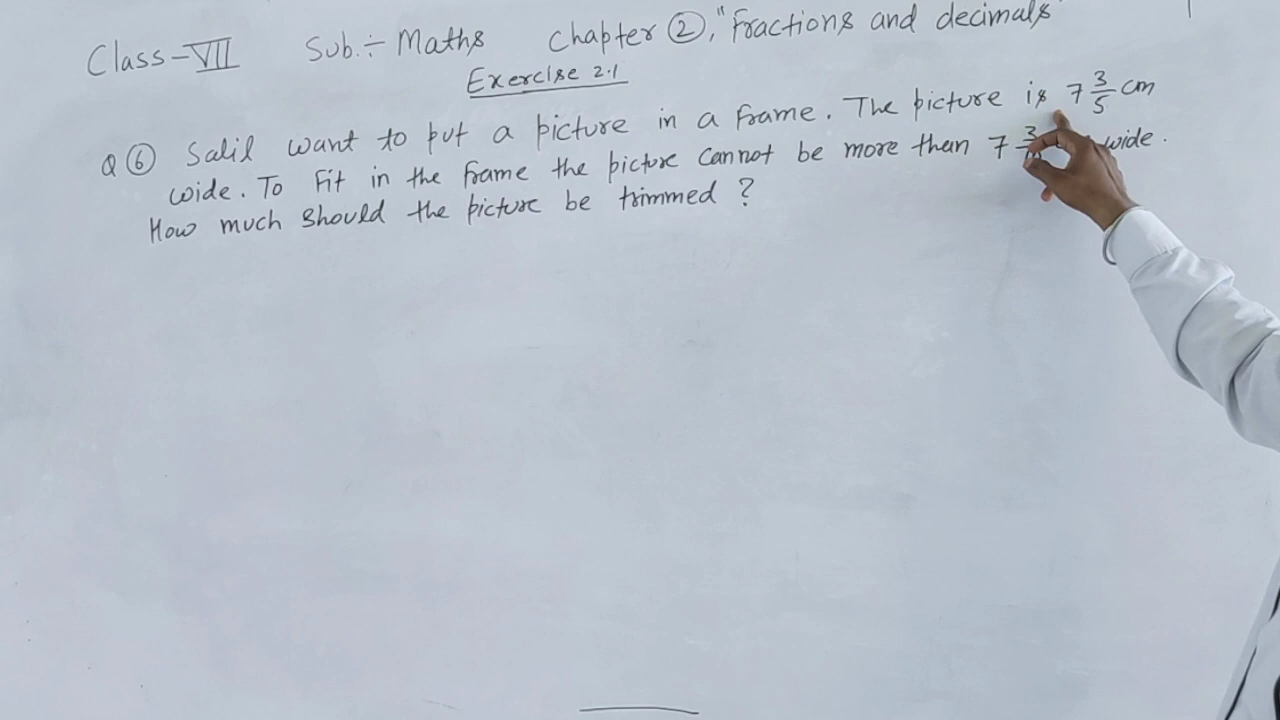 Class-VII Sub.÷ Maths Chapter ②, "Fractions and decimals"
Exercise 2.1
Q ⑥ Salil want to put a picture in a frame. The picture is 7 3/5 cm
wide. To Fit in the frame the picture cannot be more than 7 3/ wide.
How much should the picture be trimmed ?